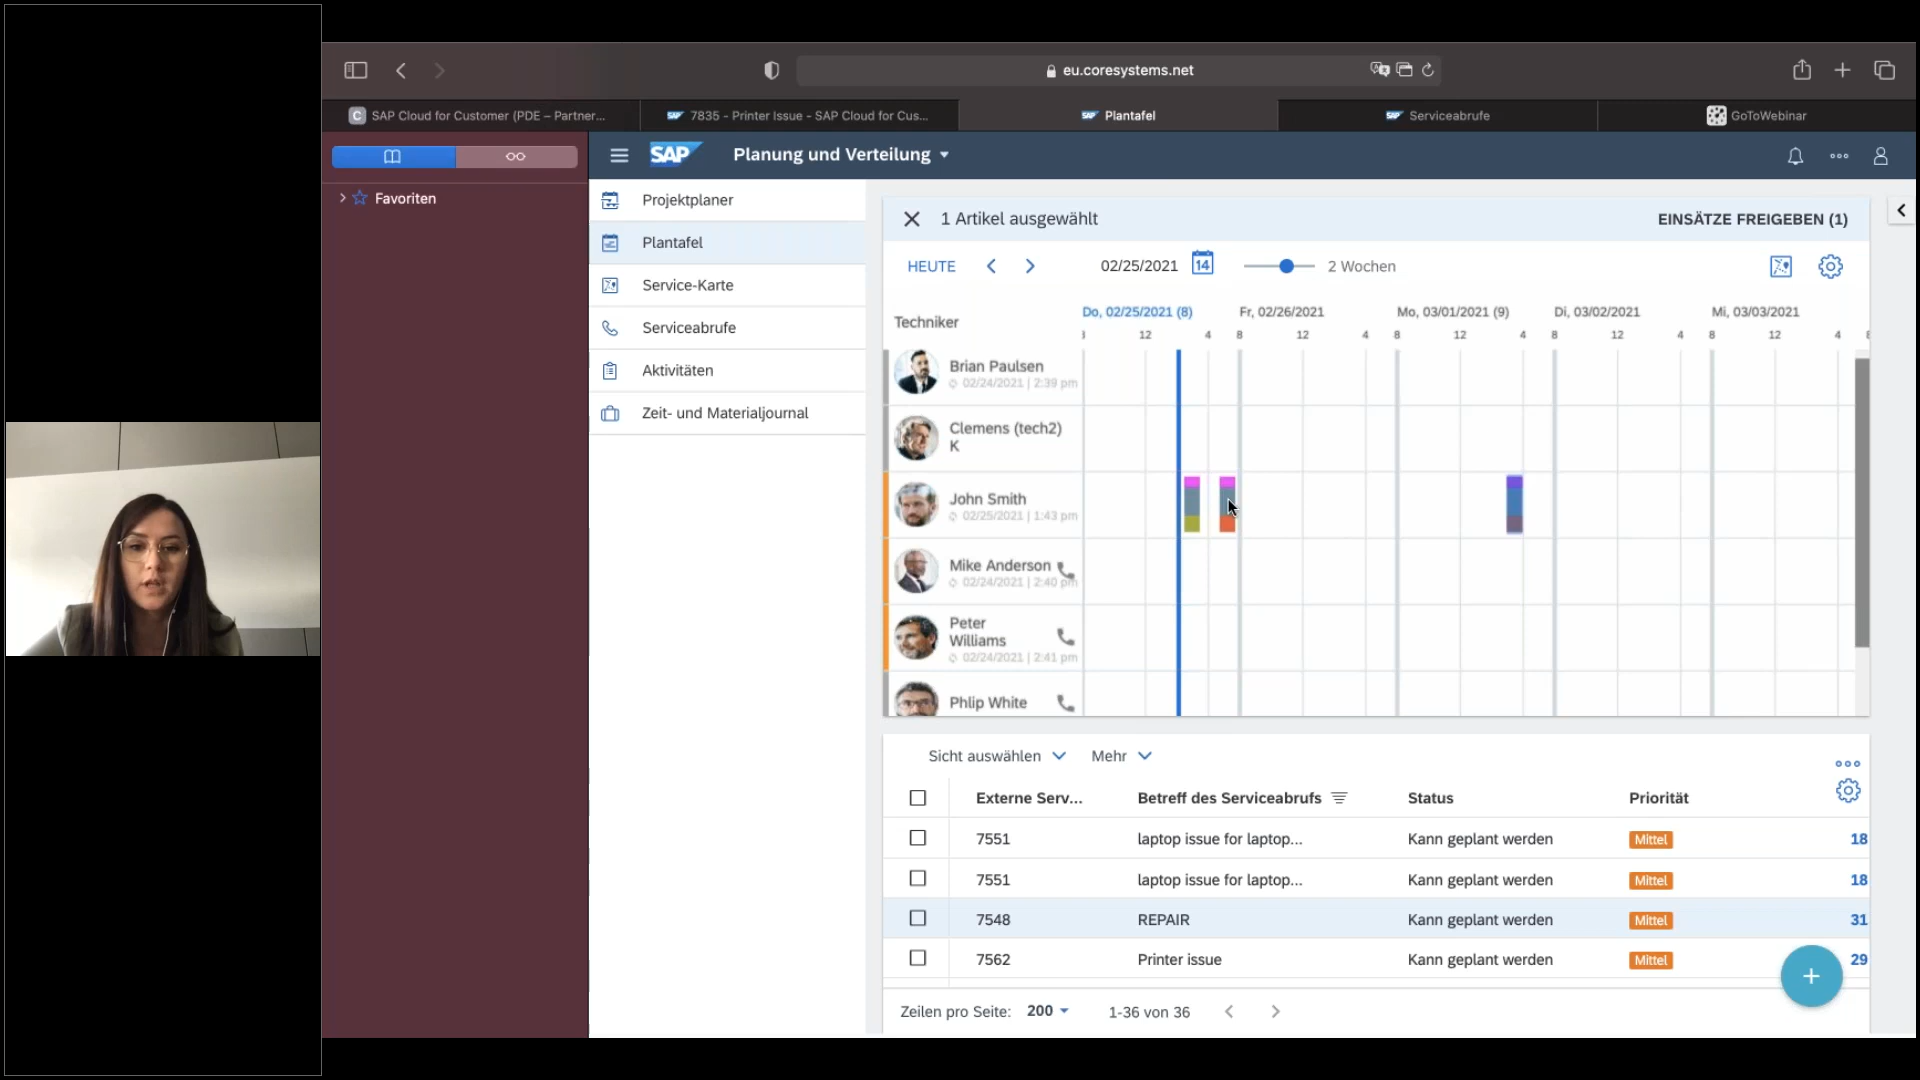 eu.coresystems.net
C SAP Cloud for Customer (PDE – Partner...
SAP 7835 - Printer Issue - SAP Cloud for Cus...
SAP Plantafel
SAP Serviceabrufe
GoToWebinar
Favoriten
SAP Planung und Verteilung
Projektplaner
Plantafel
Service-Karte
Serviceabrufe
Aktivitäten
Zeit- und Materialjournal
1 Artikel ausgewählt
EINSÄTZE FREIGEBEN (1)
HEUTE
02/25/2021
14
2 Wochen
Techniker
Do, 02/25/2021 (8) Fr, 02/26/2021 Mo, 03/01/2021 (9) Di, 03/02/2021 Mi, 03/03/2021
12 4 8 12 4 8 12 4 8 12 4 8 12 4
Brian Paulsen
02/24/2021 | 2:39 pm
Clemens (tech2)
K
John Smith
02/25/2021 | 1:43 pm
Mike Anderson
02/24/2021 | 2:40 pm
Peter
Williams
02/24/2021 | 2:41 pm
Phlip White
Sicht auswählen Mehr
Externe Serv... Betreff des Serviceabrufs Status Priorität
7551 laptop issue for laptop... Kann geplant werden Mittel 18
7551 laptop issue for laptop... Kann geplant werden Mittel 18
7548 REPAIR Kann geplant werden Mittel 31
7562 Printer issue Kann geplant werden Mittel 29
Zeilen pro Seite: 200 1-36 von 36